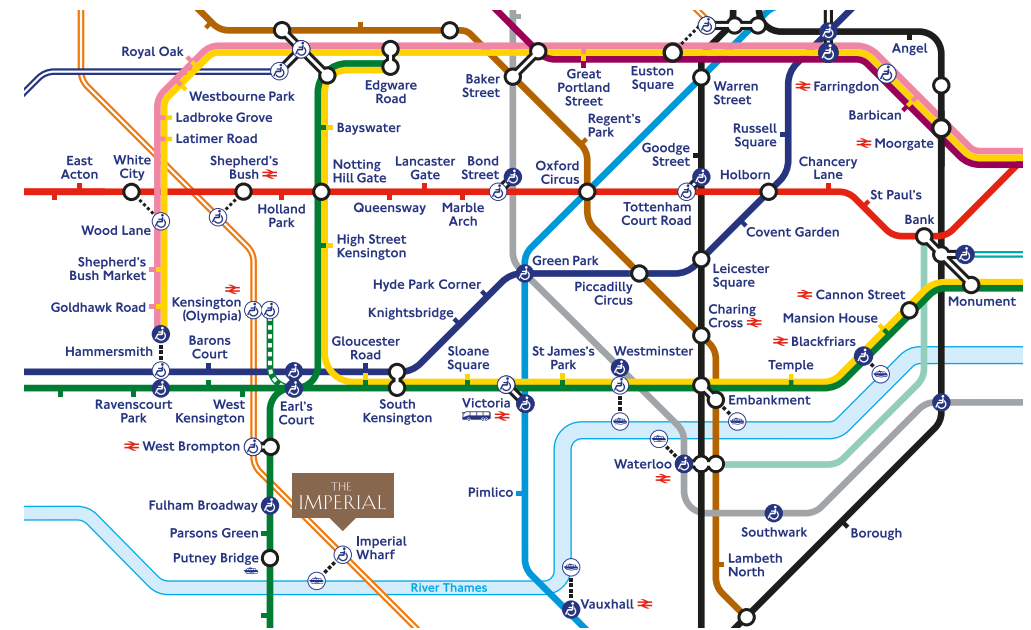 Royal Oak
Westbourne Park
Ladbroke Grove
Latimer Road
East
Acton
White
City
Shepherd's
Bush
Wood Lane
Holland
Park
Shepherd's
Bush Market
Goldhawk Road
Kensington
(Olympia)
Hammersmith
Barons
Court
Ravenscourt
Park
West
Kensington
Earl's
Court
West Brompton
Fulham Broadway
Parsons Green
Putney Bridge
THE
IMPERIAL
Imperial
Wharf
Edgware
Road
Bayswater
Notting
Hill Gate
Lancaster
Gate
Queensway
High Street
Kensington
Hyde Park Corner
Knightsbridge
Gloucester
Road
South
Kensington
Sloane
Square
Victoria
Pimlico
River Thames
Baker
Street
Great
Portland
Street
Regent's
Park
Bond
Street
Marble
Arch
Oxford
Circus
Green Park
Piccadilly
Circus
St James's
Park
Westminster
Waterloo
Vauxhall
Euston
Square
Warren
Street
Goodge
Street
Tottenham
Court Road
Russell
Square
Holborn
Leicester
Square
Charing
Cross
Covent Garden
Embankment
Temple
Southwark
Lambeth
North
Borough
Angel
Farringdon
Barbican
Moorgate
Chancery
Lane
St Paul's
Bank
Monument
Cannon Street
Mansion House
Blackfriars